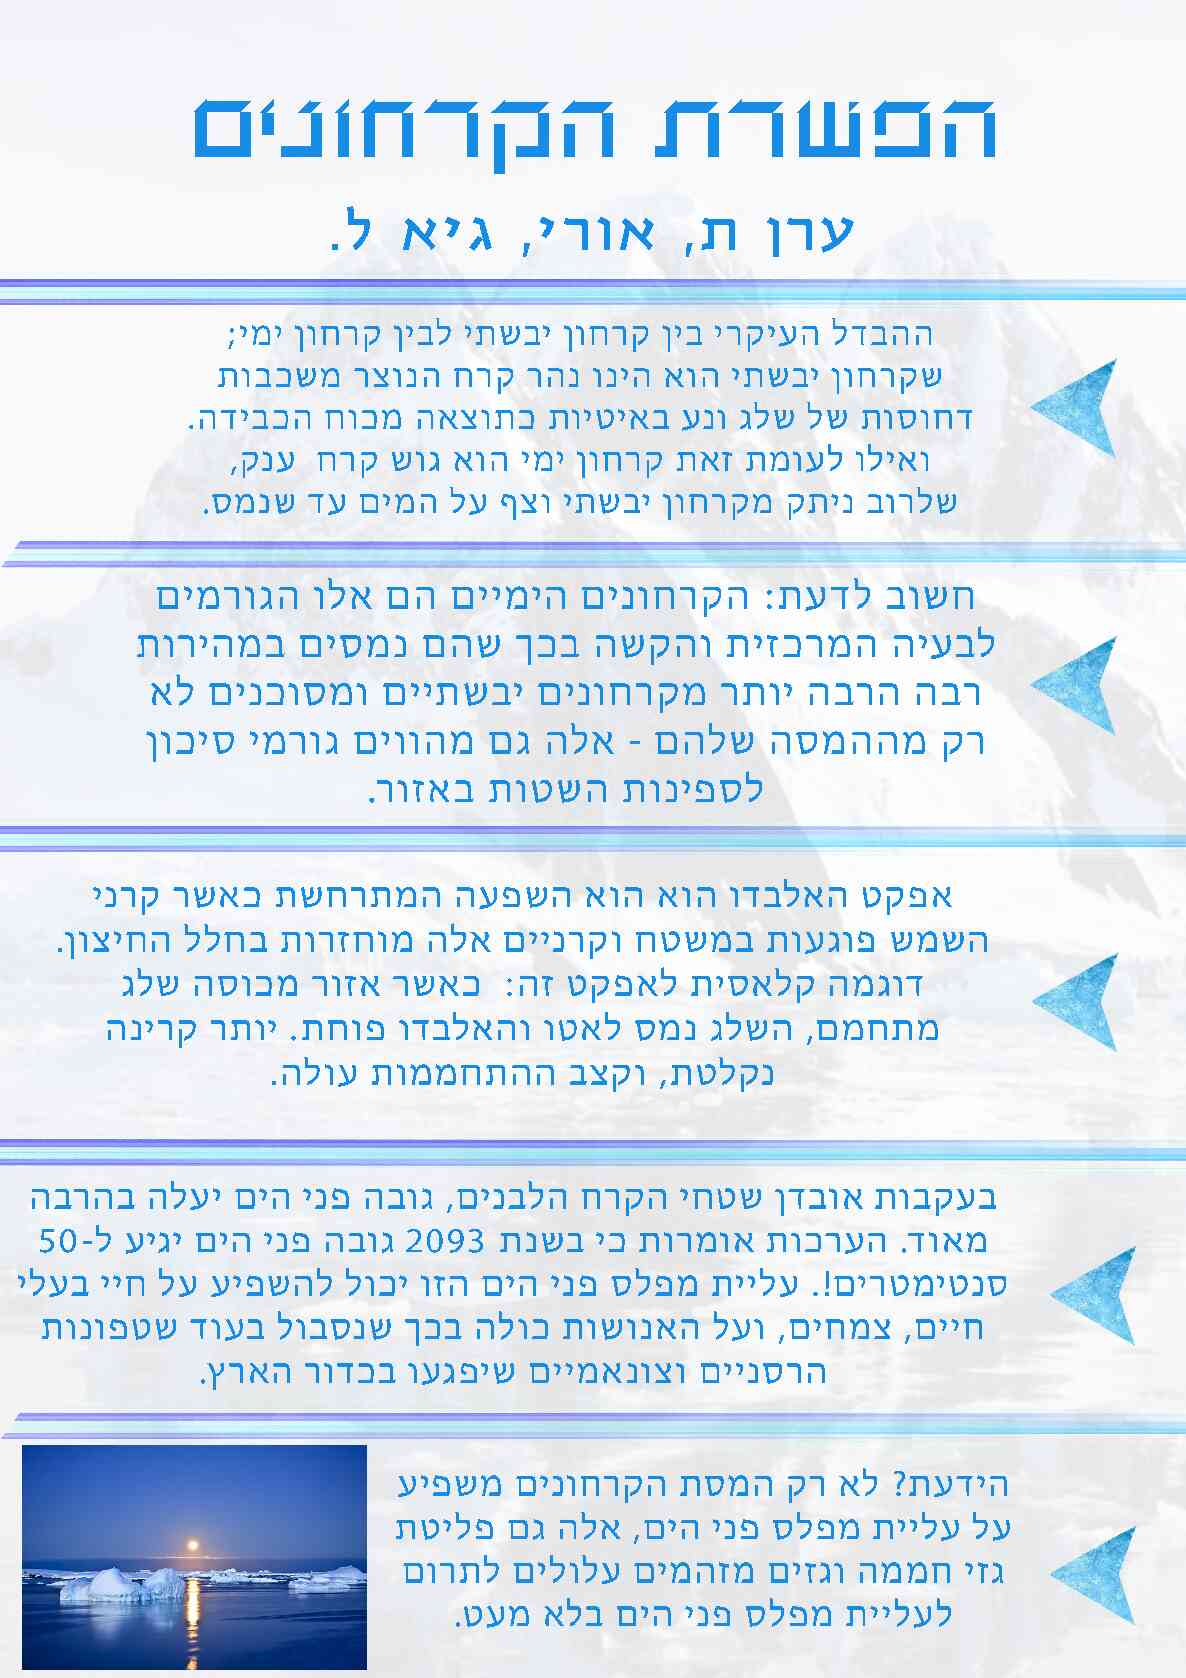 הפשרת הקרחונים
ערן ת, אורי, גיא ל.
ההבדל העיקרי בין קרחון יבשתי לבין קרחון ימי;
שקרחון יבשתי הוא הינו נהר קרח הנוצר משכבות
דחוסות של שלג ונע באיטיות כתוצאה מכוח הכבידה.
ואילו לעומת זאת קרחון ימי הוא גוש קרח  ענק,
שלרוב ניתק מקרחון יבשתי וצף על המים עד שנמס.
חשוב לדעת: הקרחונים הימיים הם אלו הגורמים
לבעיה המרכזית והקשה בכך שהם נמסים במהירות
רבה הרבה יותר מקרחונים יבשתיים ומסוכנים לא
רק מההמסה שלהם - אלה גם מהווים גורמי סיכון
לספינות השטות באזור.
אפקט האלבדו הוא הוא השפעה המתרחשת כאשר קרני
השמש פוגעות במשטח וקרניים אלה מוחזרות בחלל החיצון.
דוגמה קלאסית לאפקט זה:  כאשר אזור מכוסה שלג
מתחמם, השלג נמס לאטו והאלבדו פוחת. יותר קרינה
נקלטת, וקצב ההתחממות עולה.
בעקבות אובדן שטחי הקרח הלבנים, גובה פני הים יעלה בהרבה
מאוד. הערכות אומרות כי בשנת 2093 גובה פני הים יגיע ל-50
סנטימטרים!. עליית מפלס פני הים הזו יכול להשפיע על חיי בעלי
חיים, צמחים, ועל האנושות כולה בכך שנסבול בעוד שטפונות
הרסניים וצונאמיים שיפגעו בכדור הארץ.
הידעת? לא רק המסת הקרחונים משפיע
על עליית מפלס פני הים, אלה גם פליטת
גזי חממה וגזים מזהמים עלולים לתרום
לעליית מפלס פני הים בלא מעט.